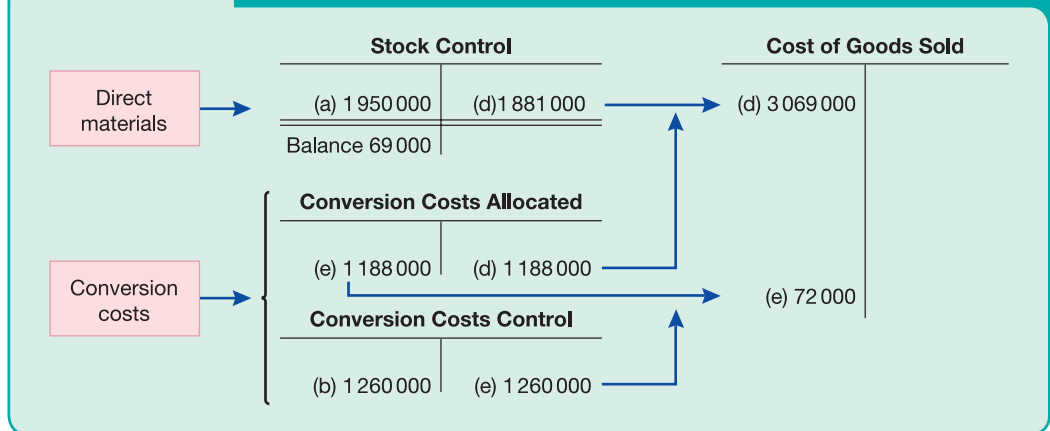 Stock Control
Cost of Goods Sold
Direct
materials
(a) 1 950 000
(d)1 881 000
(d) 3 069 000
Balance 69 000
Conversion Costs Allocated
(e) 1 188 000
(d) 1 188 000
Conversion
costs
(e) 72 000
Conversion Costs Control
(b) 1 260 000
(e) 1 260 000